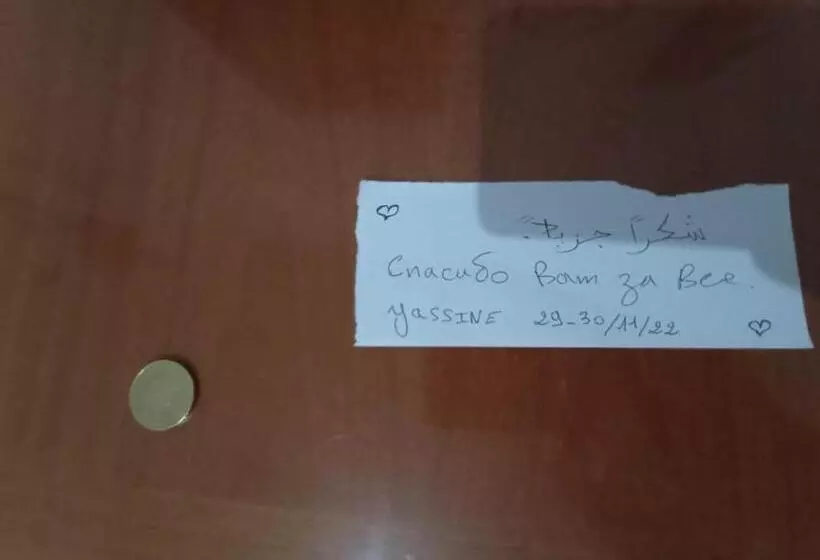 شكراً جزيلاً.
Спасибо Вам за Все.
yASSINE 29-30/11/22